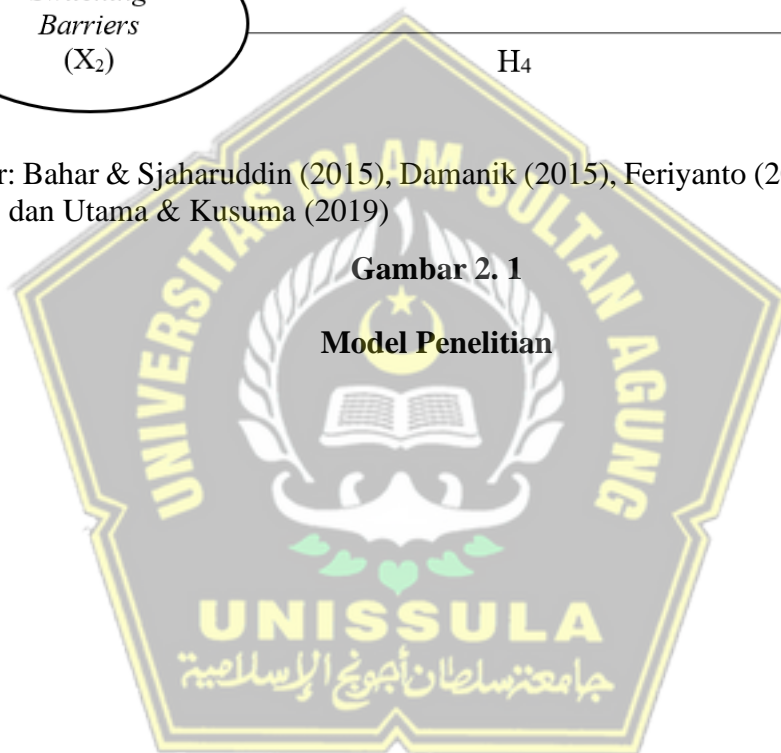 Barriers
(X₂)
H₄
r: Bahar & Sjaharuddin (2015), Damanik (2015), Feriyanto (2
dan Utama & Kusuma (2019)
Gambar 2. 1
Model Penelitian
UNIVERSITAS ISLAM SULTAN AGUNG
UNISSULA
جامعة سلطان أجونج الإسلامية